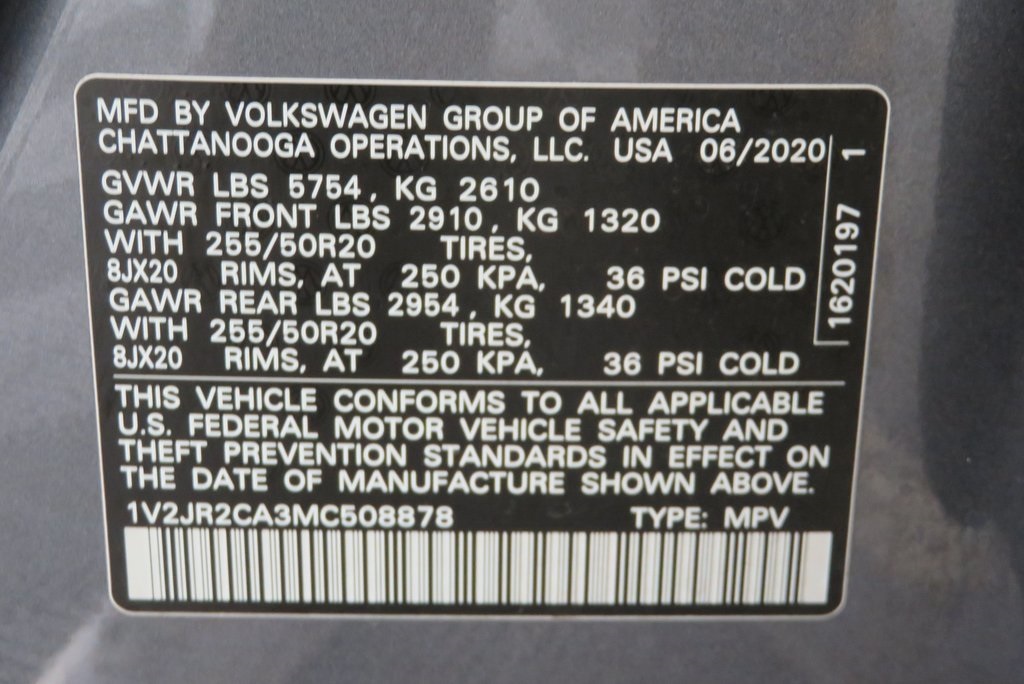 MFD BY VOLKSWAGEN GROUP OF AMERICA
CHATTANOOGA OPERATIONS, LLC. USA 06/2020
GVWR LBS 5754, KG 2610
GAWR FRONT LBS 2910, KG 1320
WITH 255/50R20 TIRES,
8JX20 RIMS, AT 250 KPA, 36 PSI COLD
GAWR REAR LBS 2954, KG 1340
WITH 255/50R20 TIRES,
8JX20 RIMS, AT 250 KPA, 36 PSI COLD
1620197 1
THIS VEHICLE CONFORMS TO ALL APPLICABLE
U.S. FEDERAL MOTOR VEHICLE SAFETY AND
THEFT PREVENTION STANDARDS IN EFFECT ON
THE DATE OF MANUFACTURE SHOWN ABOVE.
1V2JR2CA3MC508878 TYPE: MPV